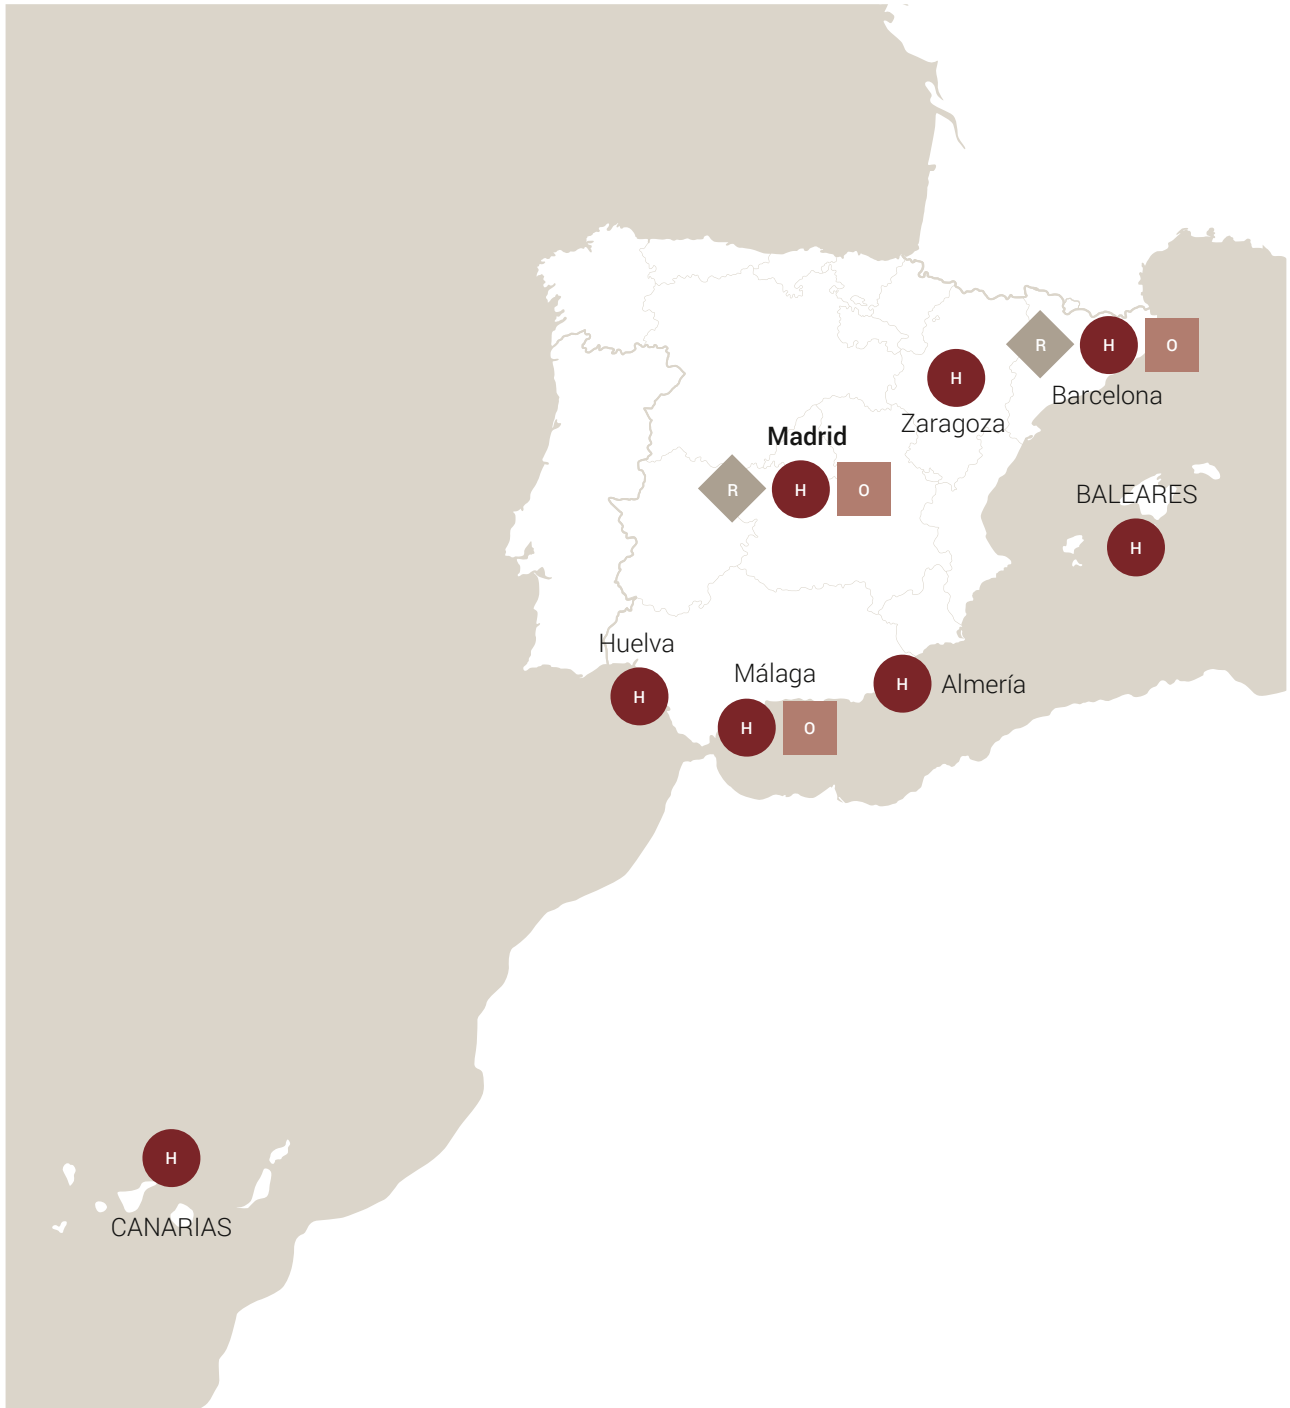 R H O
Barcelona
H
Zaragoza
Madrid
R H O
BALEARES
H
Huelva
H
Málaga
H O
H Almería
H
CANARIAS